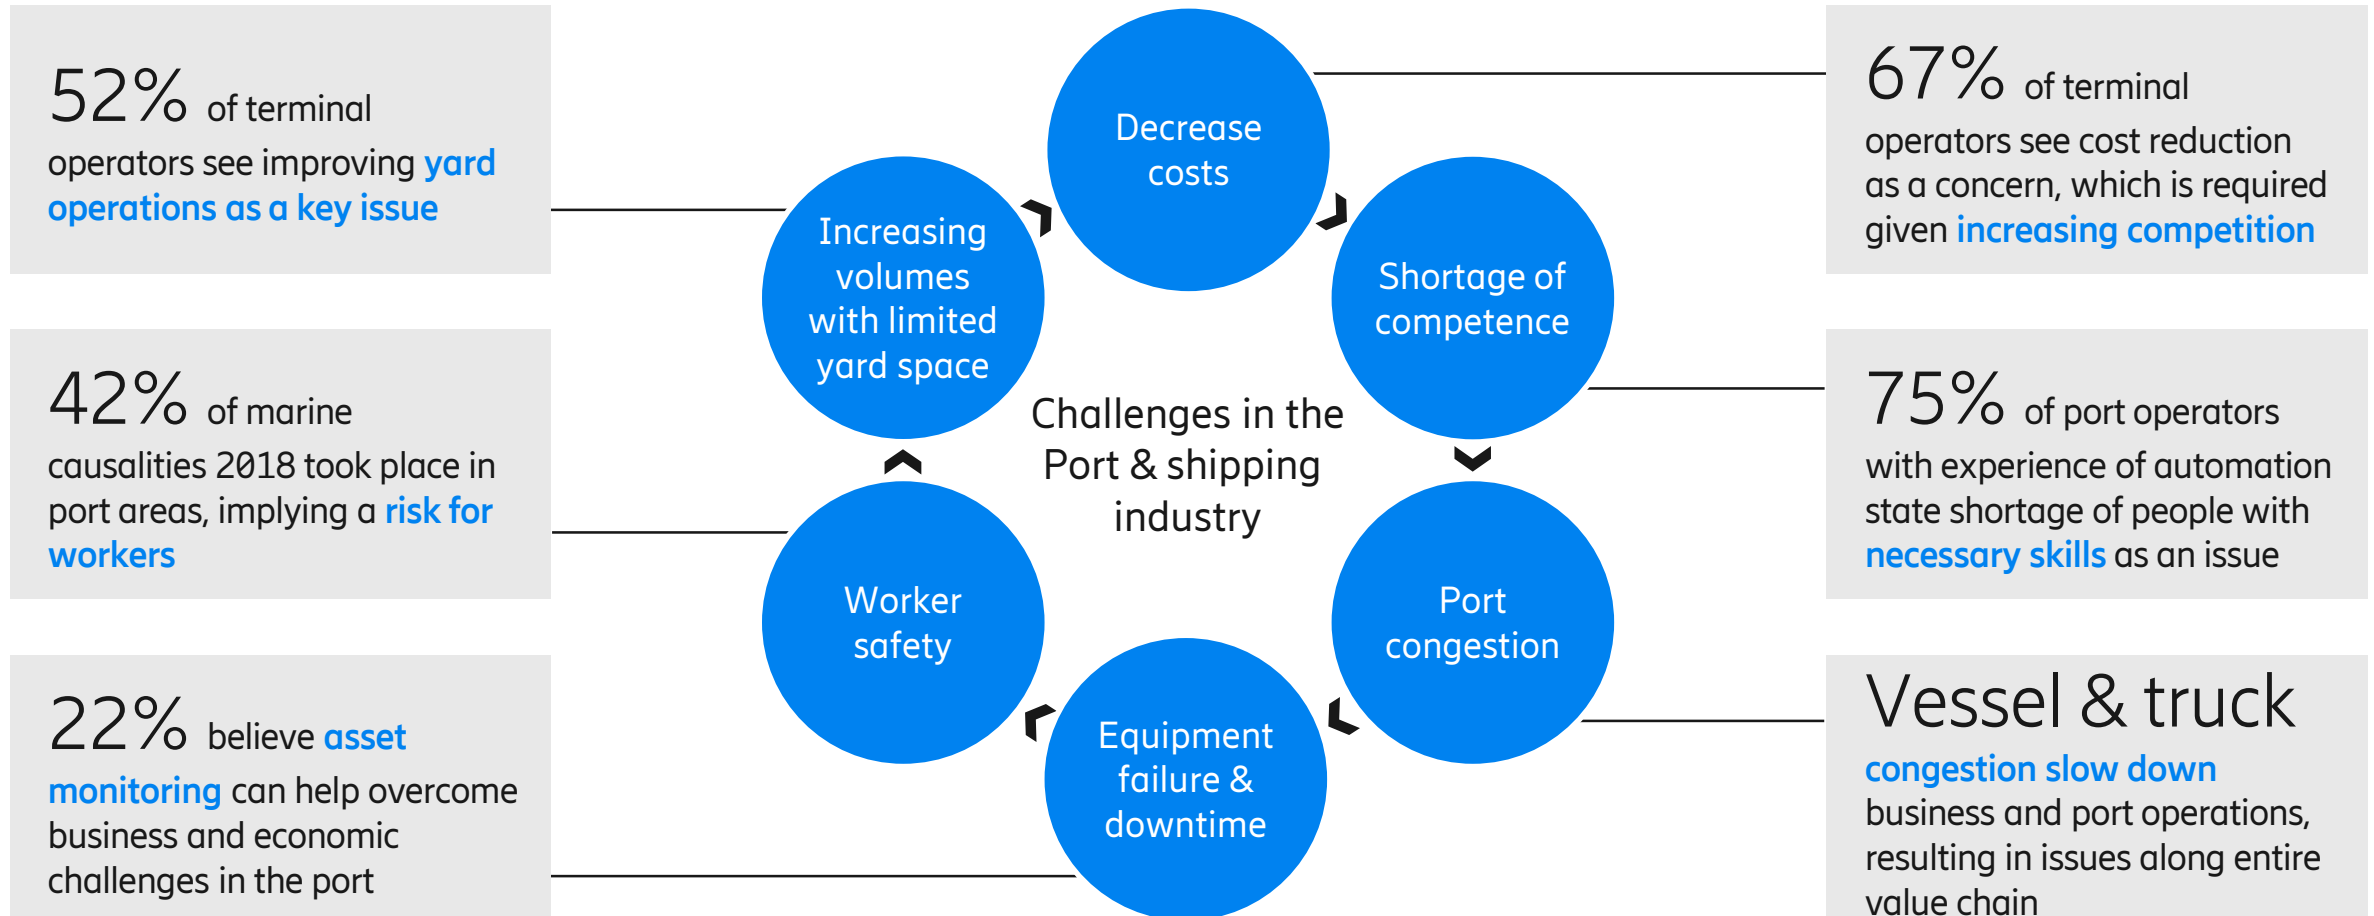 52% of terminal
operators see improving yard
operations as a key issue
42% of marine
causalities 2018 took place in
port areas, implying a risk for
workers
22% believe asset
monitoring can help overcome
business and economic
challenges in the port
Decrease
costs
Increasing
volumes
with limited
yard space
Shortage of
competence
Challenges in the
Port & shipping
industry
Worker
safety
Port
congestion
Equipment
failure &
downtime
67% of terminal
operators see cost reduction
as a concern, which is required
given increasing competition
75% of port operators
with experience of automation
state shortage of people with
necessary skills as an issue
Vessel & truck
congestion slow down
business and port operations,
resulting in issues along entire
value chain